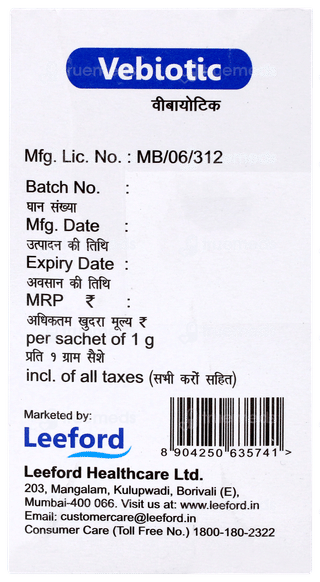 Vebiotic
वीबायोटिक
Mfg. Lic. No. : MB/06/312
Batch No. :
घान संख्या
Mfg. Date :
उत्पादन की तिथि
Expiry Date :
अवसान की तिथि
MRP ₹ :
अधिकतम खुदरा मूल्य ₹
per sachet of 1 g
प्रति १ ग्राम सैशे
incl. of all taxes (सभी करों सहित)
Marketed by:
Leeford
8 904250 635741 >
Leeford Healthcare Ltd.
203, Mangalam, Kulupwadi, Borivali (E),
Mumbai-400 066. Visit us at: www.leeford.in
Email: customercare@leeford.in
Consumer Care (Toll Free No.) 1800-180-2322